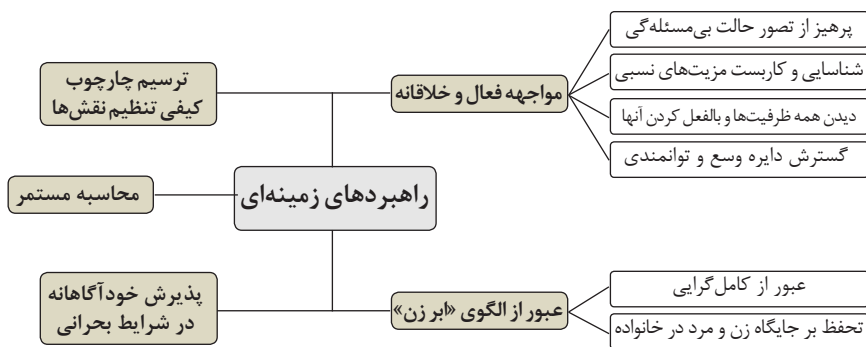 پرهیز از تصور حالت بی‌مسئله‌گی
شناسایی و کاربست مزیت‌های نسبی
دیدن همه ظرفیت‌ها و بالفعل کردن آنها
گسترش دایره وسع و توانمندی
مواجهه فعال و خلاقانه
ترسیم چارچوب
کیفی تنظیم نقش‌ها
راهبردهای زمینه‌ای
محاسبه مستمر
عبور از کامل‌گرایی
تحفظ بر جایگاه زن و مرد در خانواده
عبور از الگوی «ابر زن»
پذیرش خودآگاهانه
در شرایط بحرانی